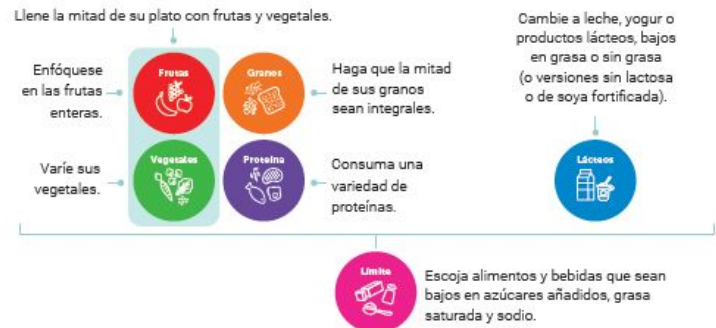 Llene la mitad de su plato con frutas y vegetales.
Enfóquese
en las frutas
enteras.
Frutas
Granos
Haga que la mitad
de sus granos
sean integrales.
Cambie a leche, yogur o
productos lácteos, bajos
en grasa o sin grasa
(o versiones sin lactosa
o de soya fortificada).
Varíe sus
vegetales.
Vegetales
Proteína
Consuma una
variedad de
proteínas.
Lácteos
Límite
Escoja alimentos y bebidas que sean
bajos en azúcares añadidos, grasa
saturada y sodio.